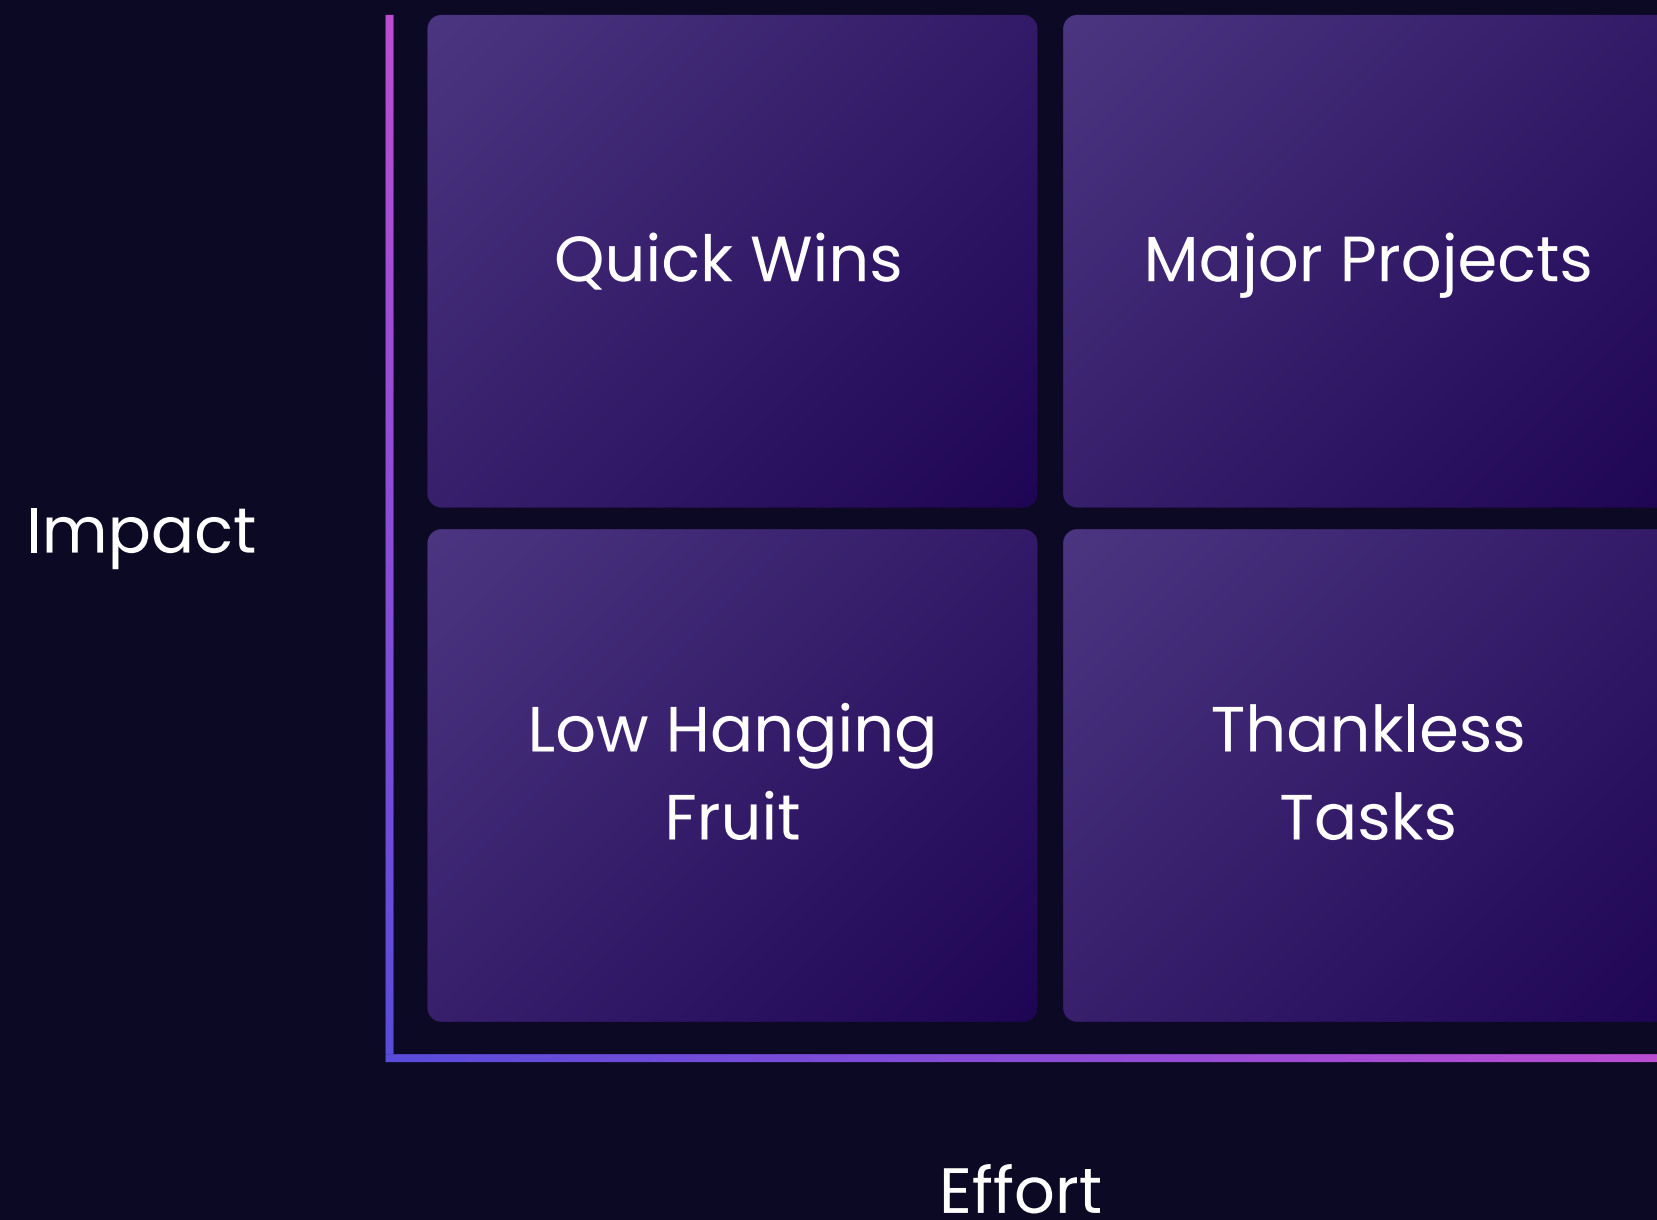 Quick Wins
Major Projects
Impact
Low Hanging
Fruit
Thankless
Tasks
Effort